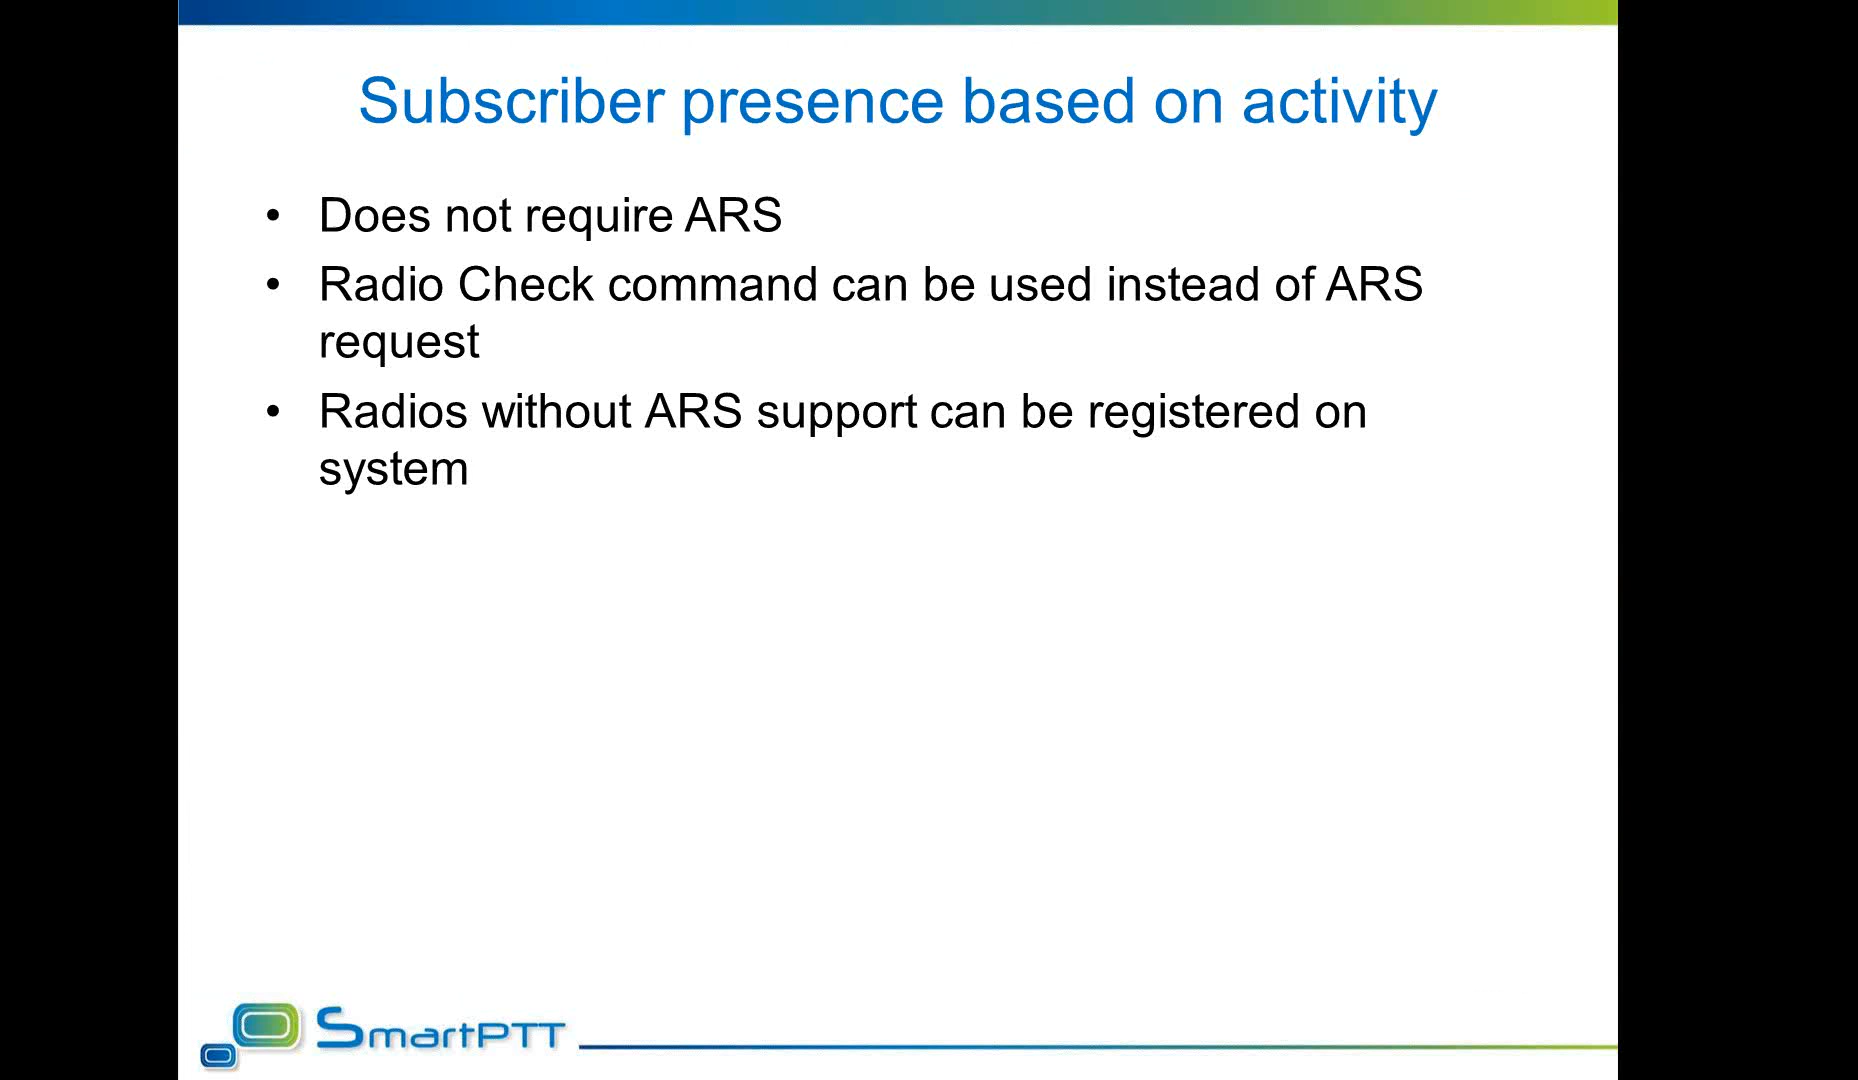 Subscriber presence based on activity
• Does not require ARS
• Radio Check command can be used instead of ARS
request
• Radios without ARS support can be registered on
system
SmartPTT